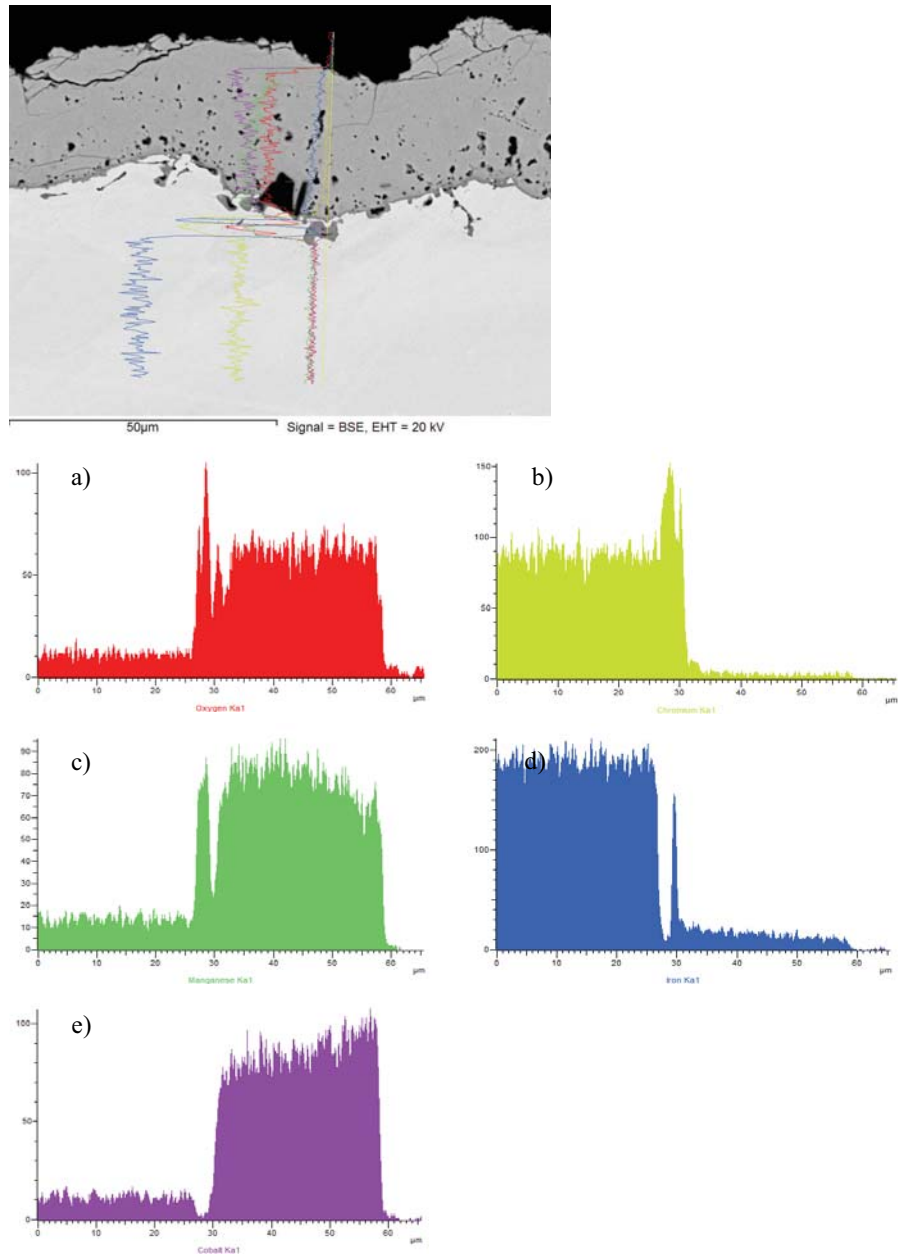 50µm Signal = BSE, EHT = 20 kV
a)
100
50
0
0 10 20 30 40 50 60
µm
Oxygen Ka1
b)
150
100
50
0
0 10 20 30 40 50 60
µm
Chromium Ka1
c)
90
80
70
60
50
40
30
20
10
0
0 10 20 30 40 50 60
µm
Manganese Ka1
d)
200
100
0
0 10 20 30 40 50 60
µm
Iron Ka1
e)
100
50
0
0 10 20 30 40 50 60
µm
Cobalt Ka1